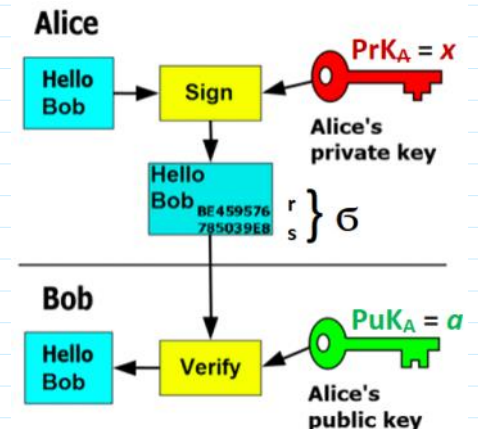 Alice
Hello
Bob
Sign
PrKA = x
Alice's
private key
Hello
Bob BE459576
785039E8
r
s } б
Bob
Hello
Bob
Verify
PuKA = a
Alice's
public key